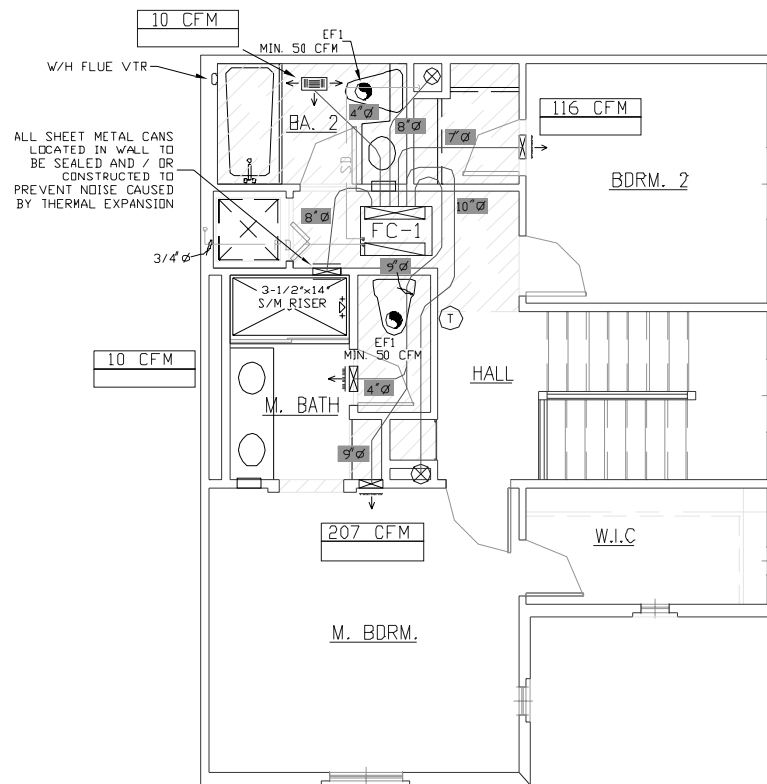 10 CFM
EF1
MIN. 50 CFM
W/H FLUE VTR
4"Ø
BA. 2
8"Ø
7"Ø
116 CFM
ALL SHEET METAL CANS
LOCATED IN WALL TO
BE SEALED AND / OR
CONSTRUCTED TO
PREVENT NOISE CAUSED
BY THERMAL EXPANSION
SD
BDRM. 2
8"Ø
10"Ø
FC-1
3/4"Ø
9"Ø
3-1/2"x14"
S/M RISER
T
EF1
MIN. 50 CFM
10 CFM
HALL
4"Ø
M. BATH
9"Ø
207 CFM
W.I.C
M. BDRM.